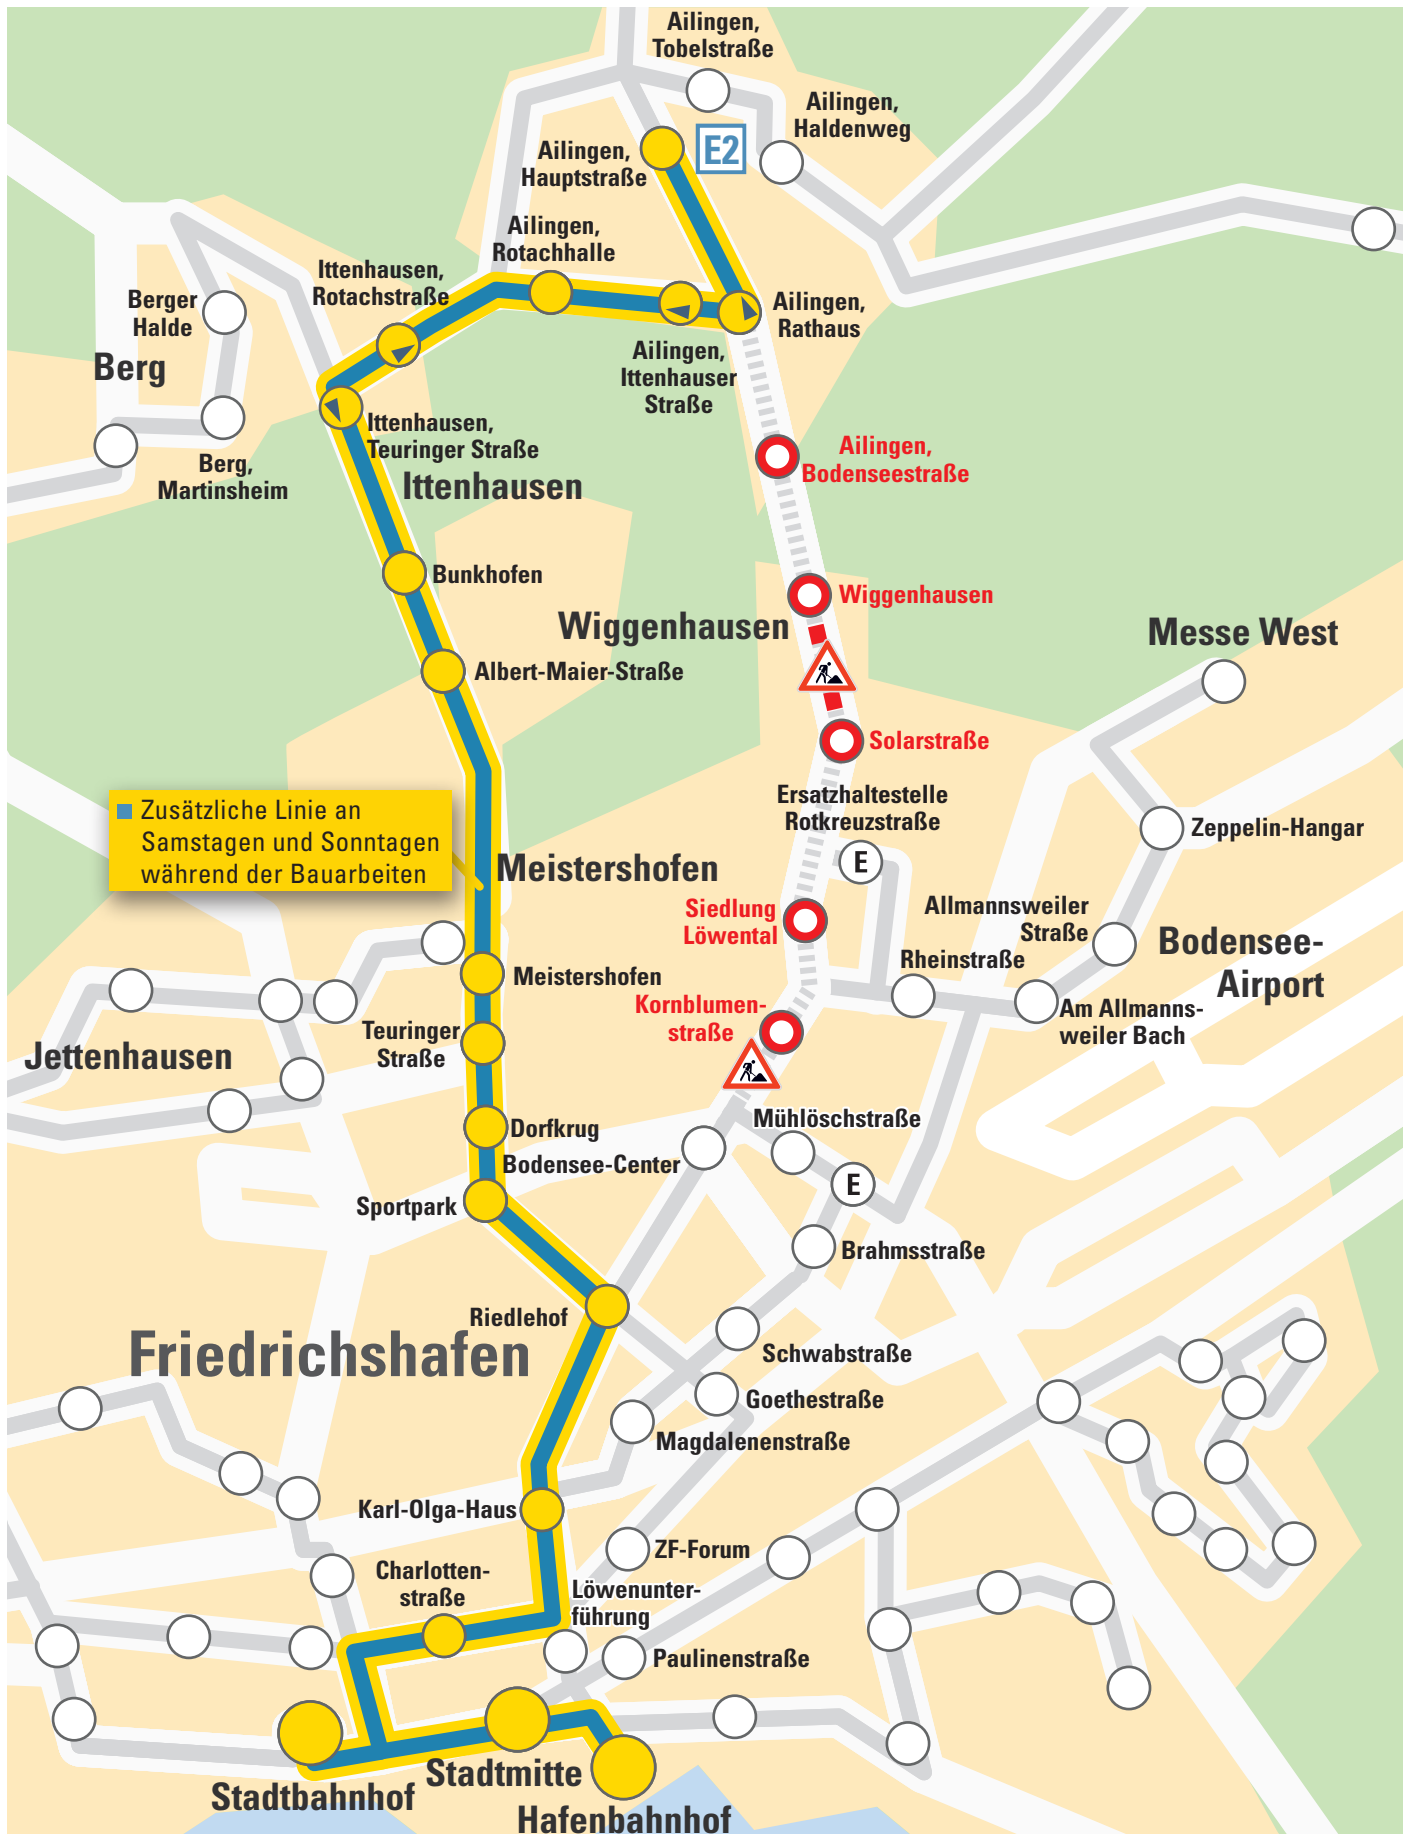 Ailingen,
Tobelstraße
Ailingen,
Haldenweg
E2
Ailingen,
Hauptstraße
Ailingen,
Rotachhalle
Ittenhausen,
Rotachstraße
Berger
Halde
Berg
Ailingen,
Rathaus
Ailingen,
Ittenhauser
Straße
Ittenhausen,
Teuringer Straße
Ittenhausen
Berg,
Martinsheim
Ailingen,
Bodenseestraße
Bunkhofen
Wiggenhausen
Wiggenhausen
Messe West
Albert-Maier-Straße
Solarstraße
Zusätzliche Linie an
Samstagen und Sonntagen
während der Bauarbeiten
Ersatzhaltestelle
Rotkreuzstraße
E
Zeppelin-Hangar
Meistershofen
Siedlung
Löwental
Allmannsweiler
Straße
Bodensee-
Airport
Rheinstraße
Meistershofen
Kornblumen-
straße
Am Allmanns-
weiler Bach
Teuringer
Straße
Jettenhausen
Mühlöschstraße
Dorfkrug
Bodensee-Center
E
Sportpark
Brahmsstraße
Riedlehof
Friedrichshafen
Schwabstraße
Goethestraße
Magdalenenstraße
Karl-Olga-Haus
ZF-Forum
Charlotten-
straße
Löwenunter-
führung
Paulinenstraße
Stadtbahnhof
Stadtmitte
Hafenbahnhof